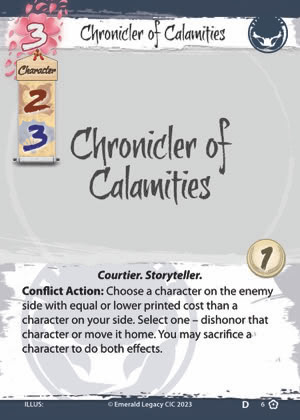 3
Chronicler of Calamities
Character
2
3
Chronicler of
Calamities
1
Courtier. Storyteller.
Conflict Action: Choose a character on the enemy
side with equal or lower printed cost than a
character on your side. Select one – dishonor that
character or move it home. You may sacrifice a
character to do both effects.
ILLUS:
© Emerald Legacy CIC 2023
D 6